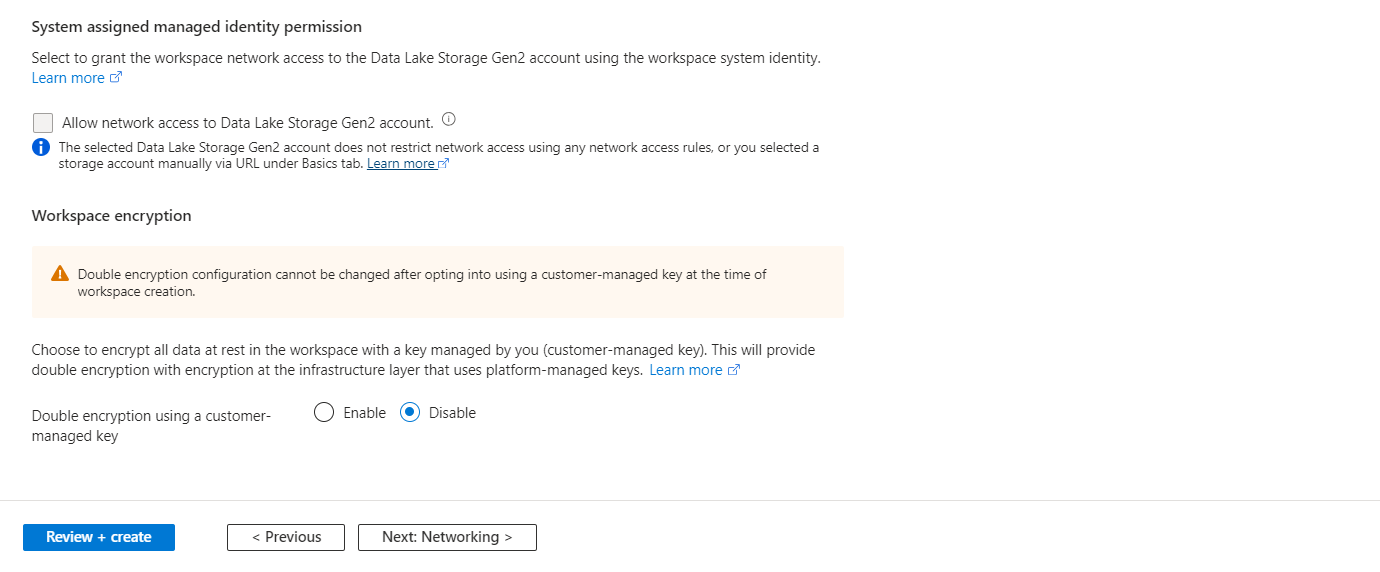 System assigned managed identity permission
Select to grant the workspace network access to the Data Lake Storage Gen2 account using the workspace system identity.
Learn more
Allow network access to Data Lake Storage Gen2 account.
The selected Data Lake Storage Gen2 account does not restrict network access using any network access rules, or you selected a
storage account manually via URL under Basics tab. Learn more
Workspace encryption
Double encryption configuration cannot be changed after opting into using a customer-managed key at the time of
workspace creation.
Choose to encrypt all data at rest in the workspace with a key managed by you (customer-managed key). This will provide
double encryption with encryption at the infrastructure layer that uses platform-managed keys. Learn more
Double encryption using a customer-
managed key
Enable Disable
Review + create < Previous Next: Networking >